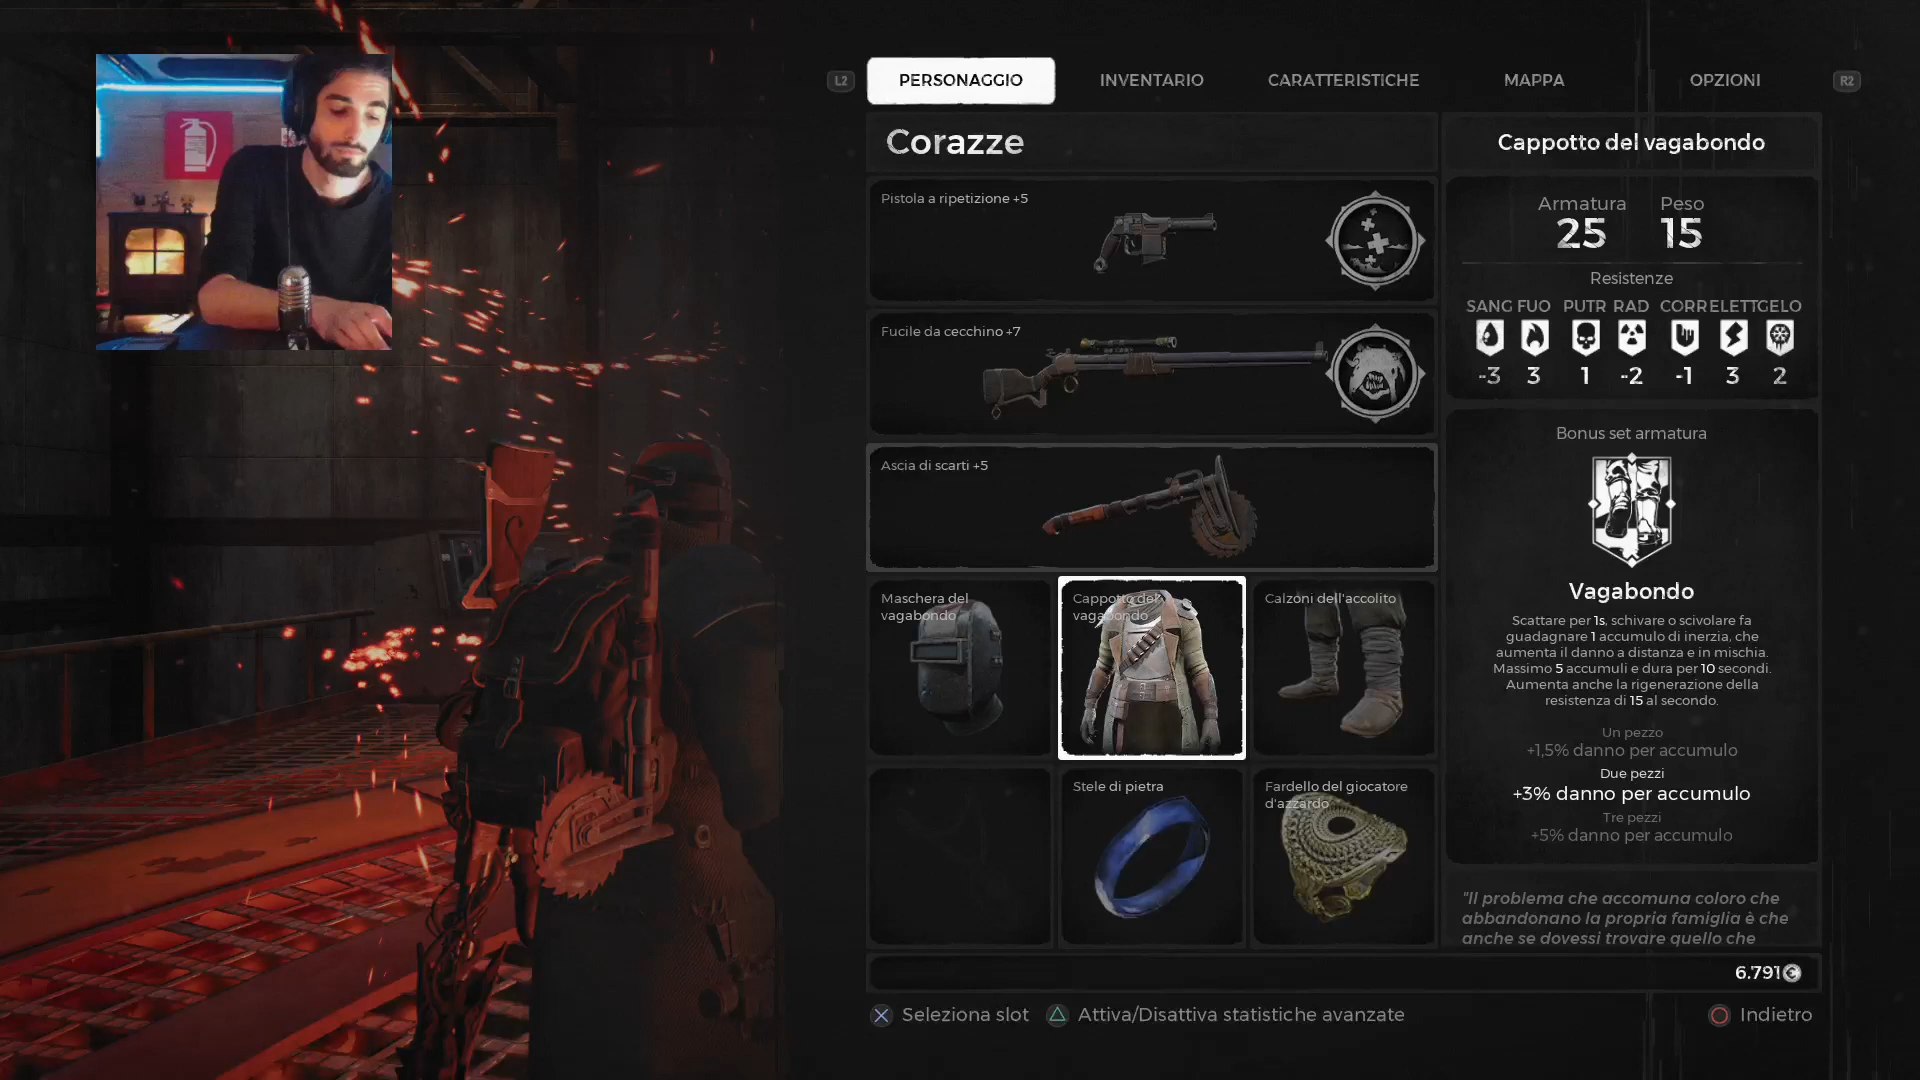 L2
PERSONAGGIO
INVENTARIO
CARATTERISTICHE
MAPPA
OPZIONI
R2
Corazze
Pistola a ripetizione +5
Fucile da cecchino +7
Ascia di scarti +5
Maschera del
vagabondo
Cappotto del
vagabondo
Calzoni dell'accolito
Stele di pietra
Fardello del giocatore
d'azzardo
Cappotto del vagabondo
Armatura Peso
25 15
Resistenze
SANG FUO PUTR RAD CORR ELETT GELO
-3 3 1 -2 -1 3 2
Bonus set armatura
Vagabondo
Scattare per 1s, schivare o scivolare fa
guadagnare 1 accumulo di inerzia, che
aumenta il danno a distanza e in mischia.
Massimo 5 accumuli e dura per 10 secondi.
Aumenta anche la rigenerazione della
resistenza di 15 al secondo.
Un pezzo
+1,5% danno per accumulo
Due pezzi
+3% danno per accumulo
Tre pezzi
+5% danno per accumulo
"Il problema che accomuna coloro che
abbandonano la propria famiglia è che
anche se dovessi trovare quello che
6.791
Seleziona slot
Attiva/Disattiva statistiche avanzate
Indietro